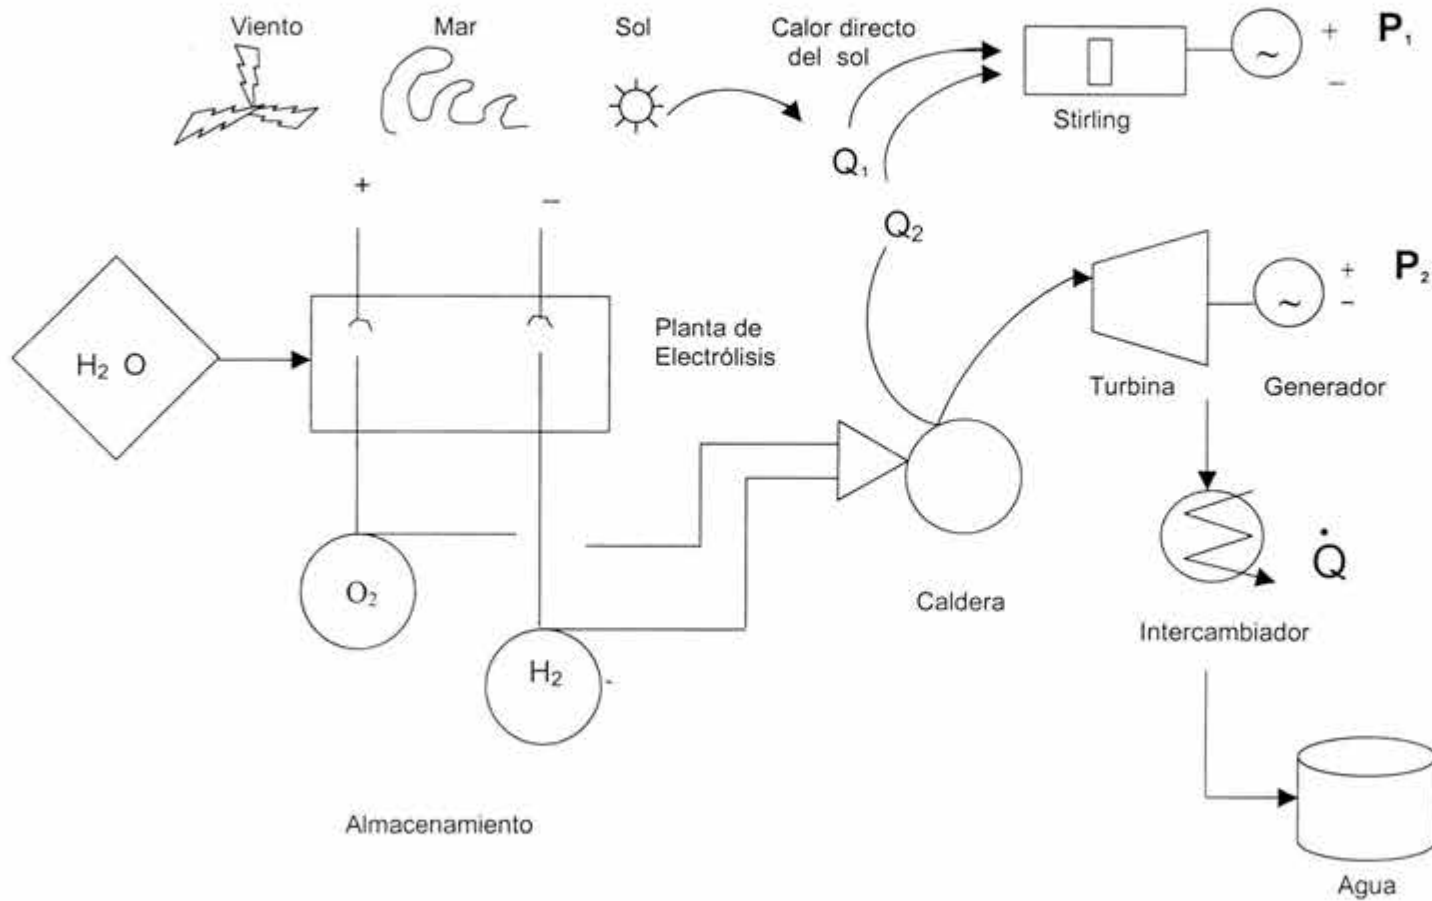 Viento
Mar
Sol
Calor directo
del sol
+
P₁
~
−
Stirling
Q₁
+
−
Q₂
+
P₂
~
−
H₂ O
Planta de
Electrólisis
Turbina
Generador
O₂
Caldera
Q̇
Intercambiador
H₂
Almacenamiento
Agua